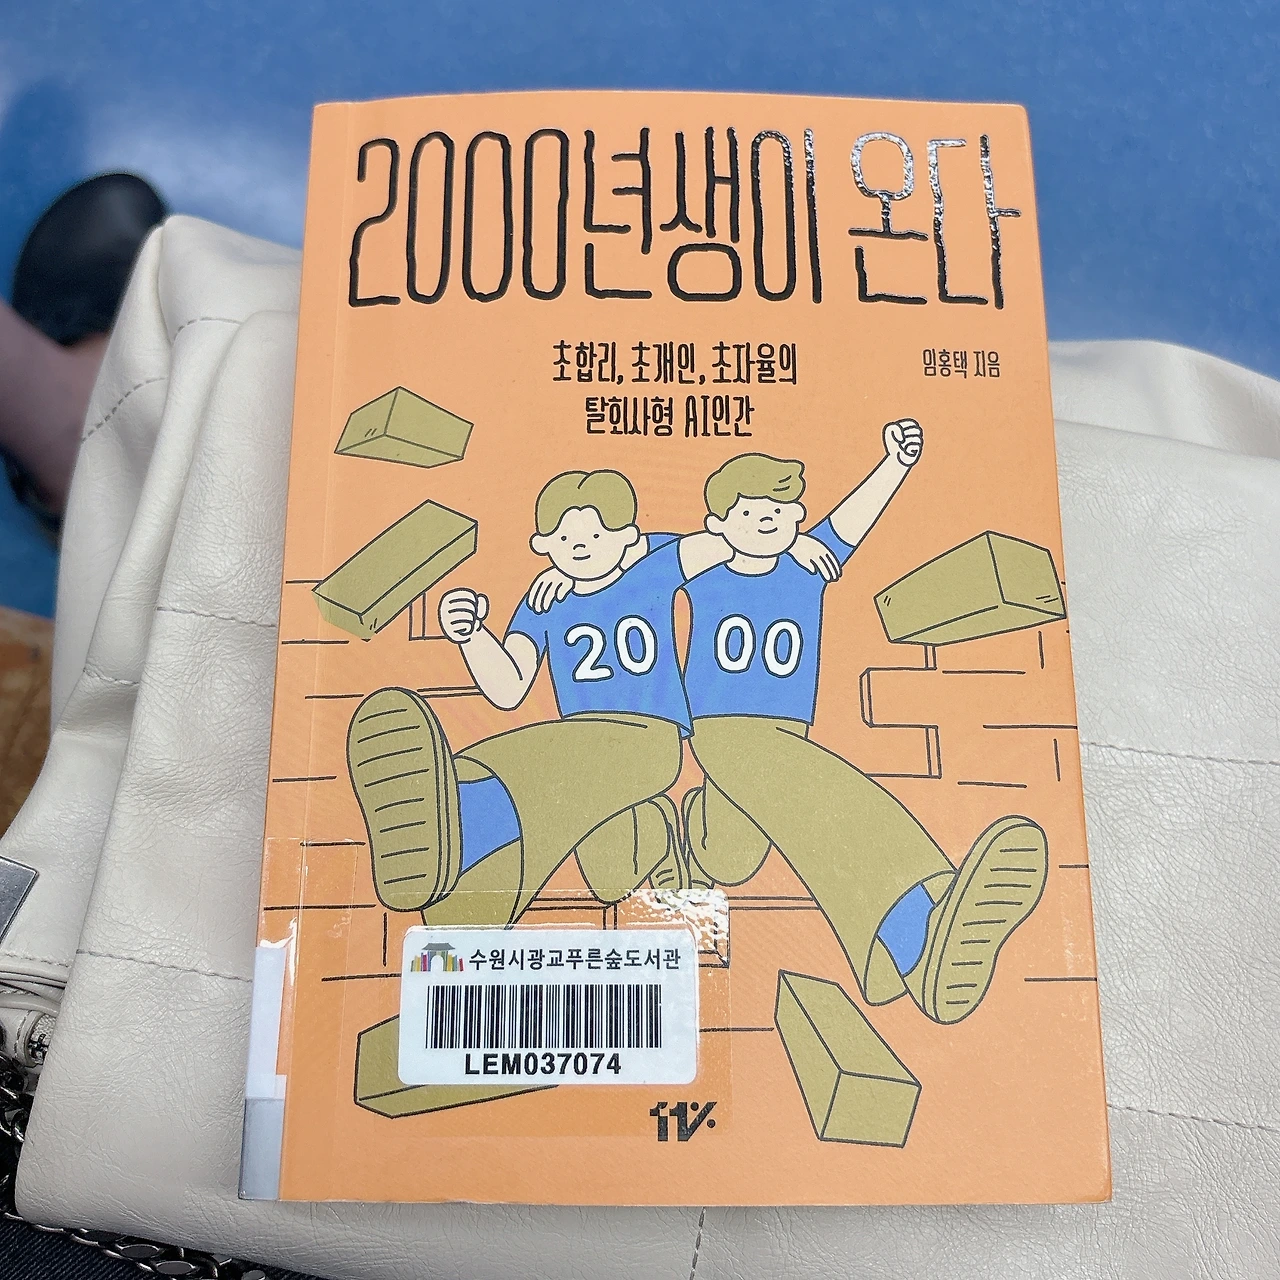 2000년생이 온다
초합리, 초개인, 초자율의
탈회사형 AI인간
임홍택 지음
20 00
수원시광교푸른숲도서관
LEM037074
11%